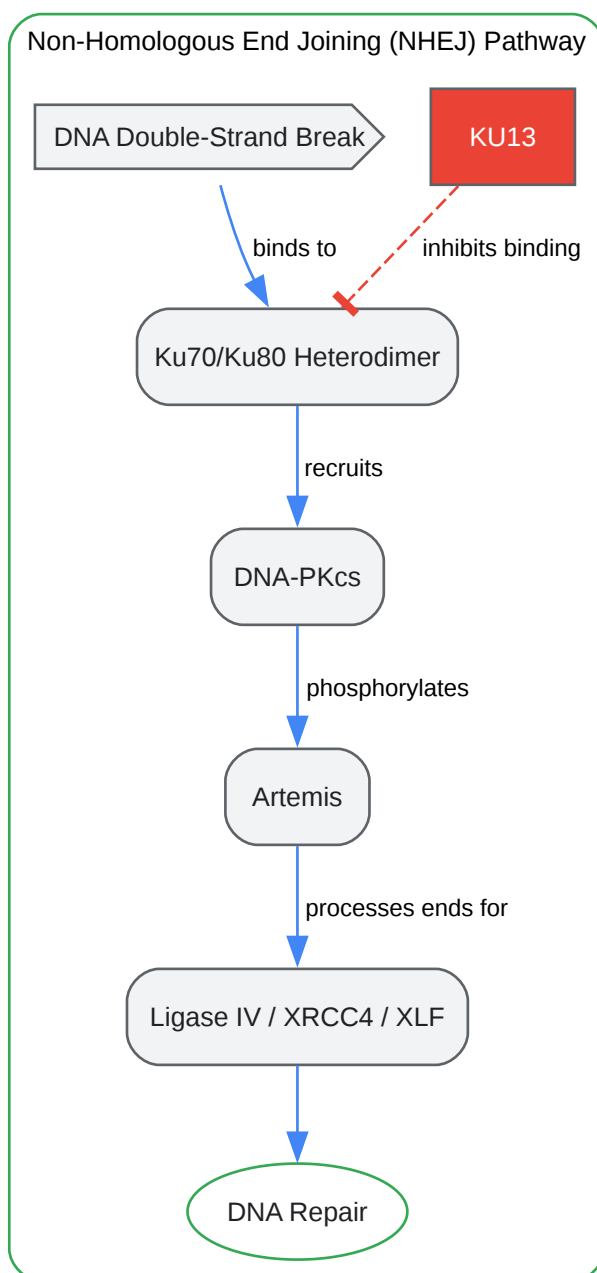 Non-Homologous End Joining (NHEJ) Pathway
DNA Double-Strand Break
KU13
binds to
inhibits binding
Ku70/Ku80 Heterodimer
recruits
DNA-PKcs
phosphorylates
Artemis
processes ends for
Ligase IV / XRCC4 / XLF
DNA Repair